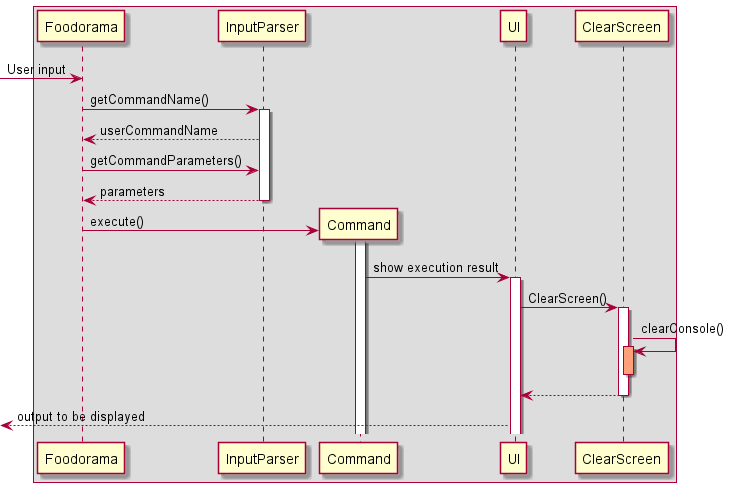 Foodorama
InputParser
UI
ClearScreen
User input
getCommandName()
userCommandName
getCommandParameters()
parameters
execute()
Command
show execution result
ClearScreen()
clearConsole()
output to be displayed
Foodorama
InputParser
Command
UI
ClearScreen